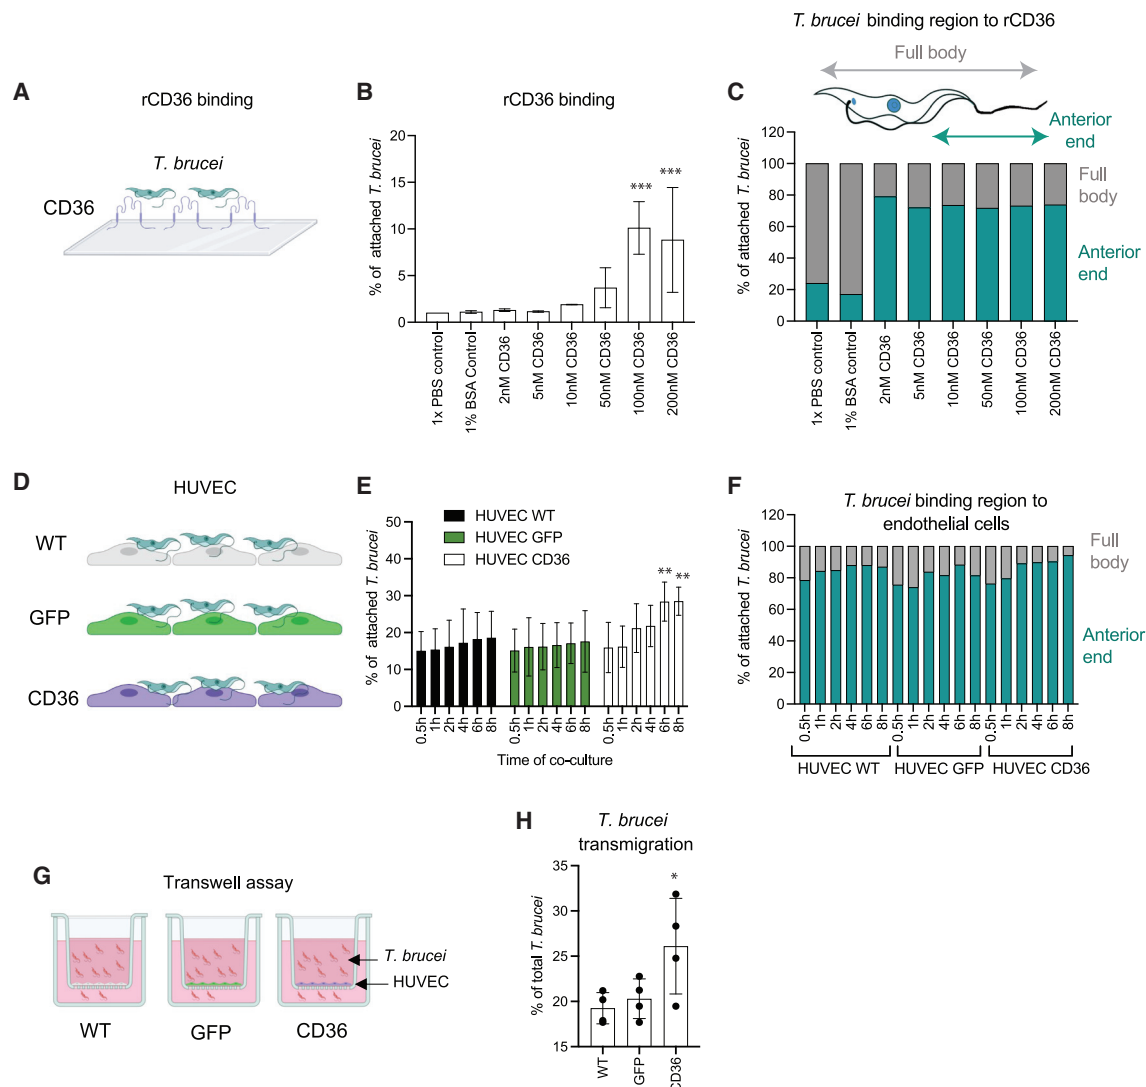 A
rCD36 binding
T. brucei
CD36
B
rCD36 binding
% of attached T. brucei
20
15
10
5
0
1x PBS control
1% BSA Control
2nM CD36
5nM CD36
10nM CD36
50nM CD36
100nM CD36
200nM CD36
***
***
T. brucei binding region to rCD36
Full body
C
Anterior
end
% of attached T. brucei
120
100
80
60
40
20
0
Full
body
Anterior
end
1x PBS control
1% BSA control
2nM CD36
5nM CD36
10nM CD36
50nM CD36
100nM CD36
200nM CD36
D
HUVEC
WT
GFP
CD36
E
HUVEC WT
HUVEC GFP
HUVEC CD36
% of attached T. brucei
50
40
30
20
10
0
**
**
0.5h
1h
2h
4h
6h
8h
0.5h
1h
2h
4h
6h
8h
0.5h
1h
2h
4h
6h
8h
Time of co-culture
F
T. brucei binding region to
endothelial cells
% of attached T. brucei
120
100
80
60
40
20
0
Full
body
Anterior
end
0.5h
1h
2h
4h
6h
8h
0.5h
1h
2h
4h
6h
8h
0.5h
1h
2h
4h
6h
8h
HUVEC WT
HUVEC GFP
HUVEC CD36
G
Transwell assay
T. brucei
HUVEC
WT
GFP
CD36
H
T. brucei
transmigration
% of total T. brucei
35
30
25
20
15
*
WT
GFP
CD36